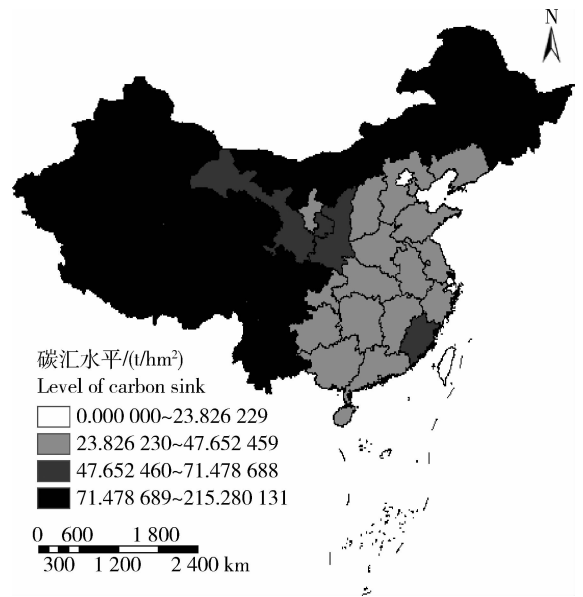 N
碳汇水平/(t/hm²)
Level of carbon sink
0.000 000~23.826 229
23.826 230~47.652 459
47.652 460~71.478 688
71.478 689~215.280 131
0 600 1 800
300 1 200 2 400 km